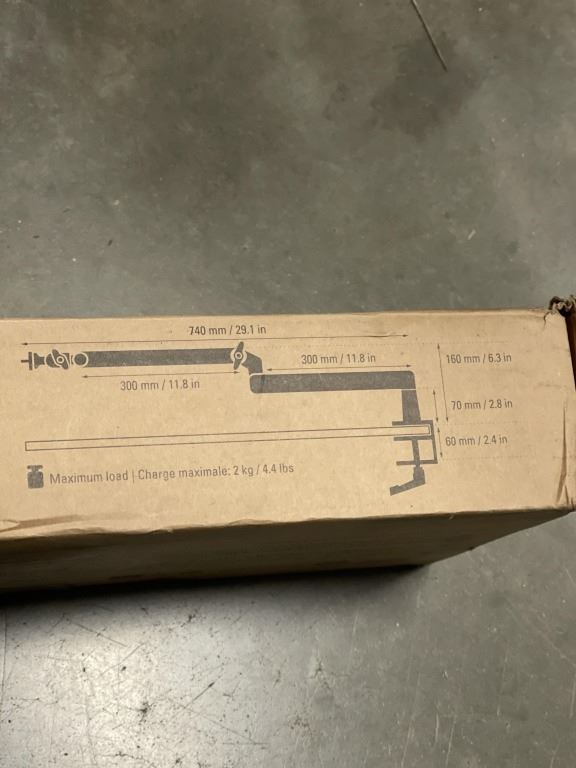 740 mm / 29.1 in
300 mm / 11.8 in
160 mm / 6.3 in
300 mm / 11.8 in
70 mm / 2.8 in
60 mm / 2.4 in
Maximum load | Charge maximale: 2 kg / 4.4 lbs